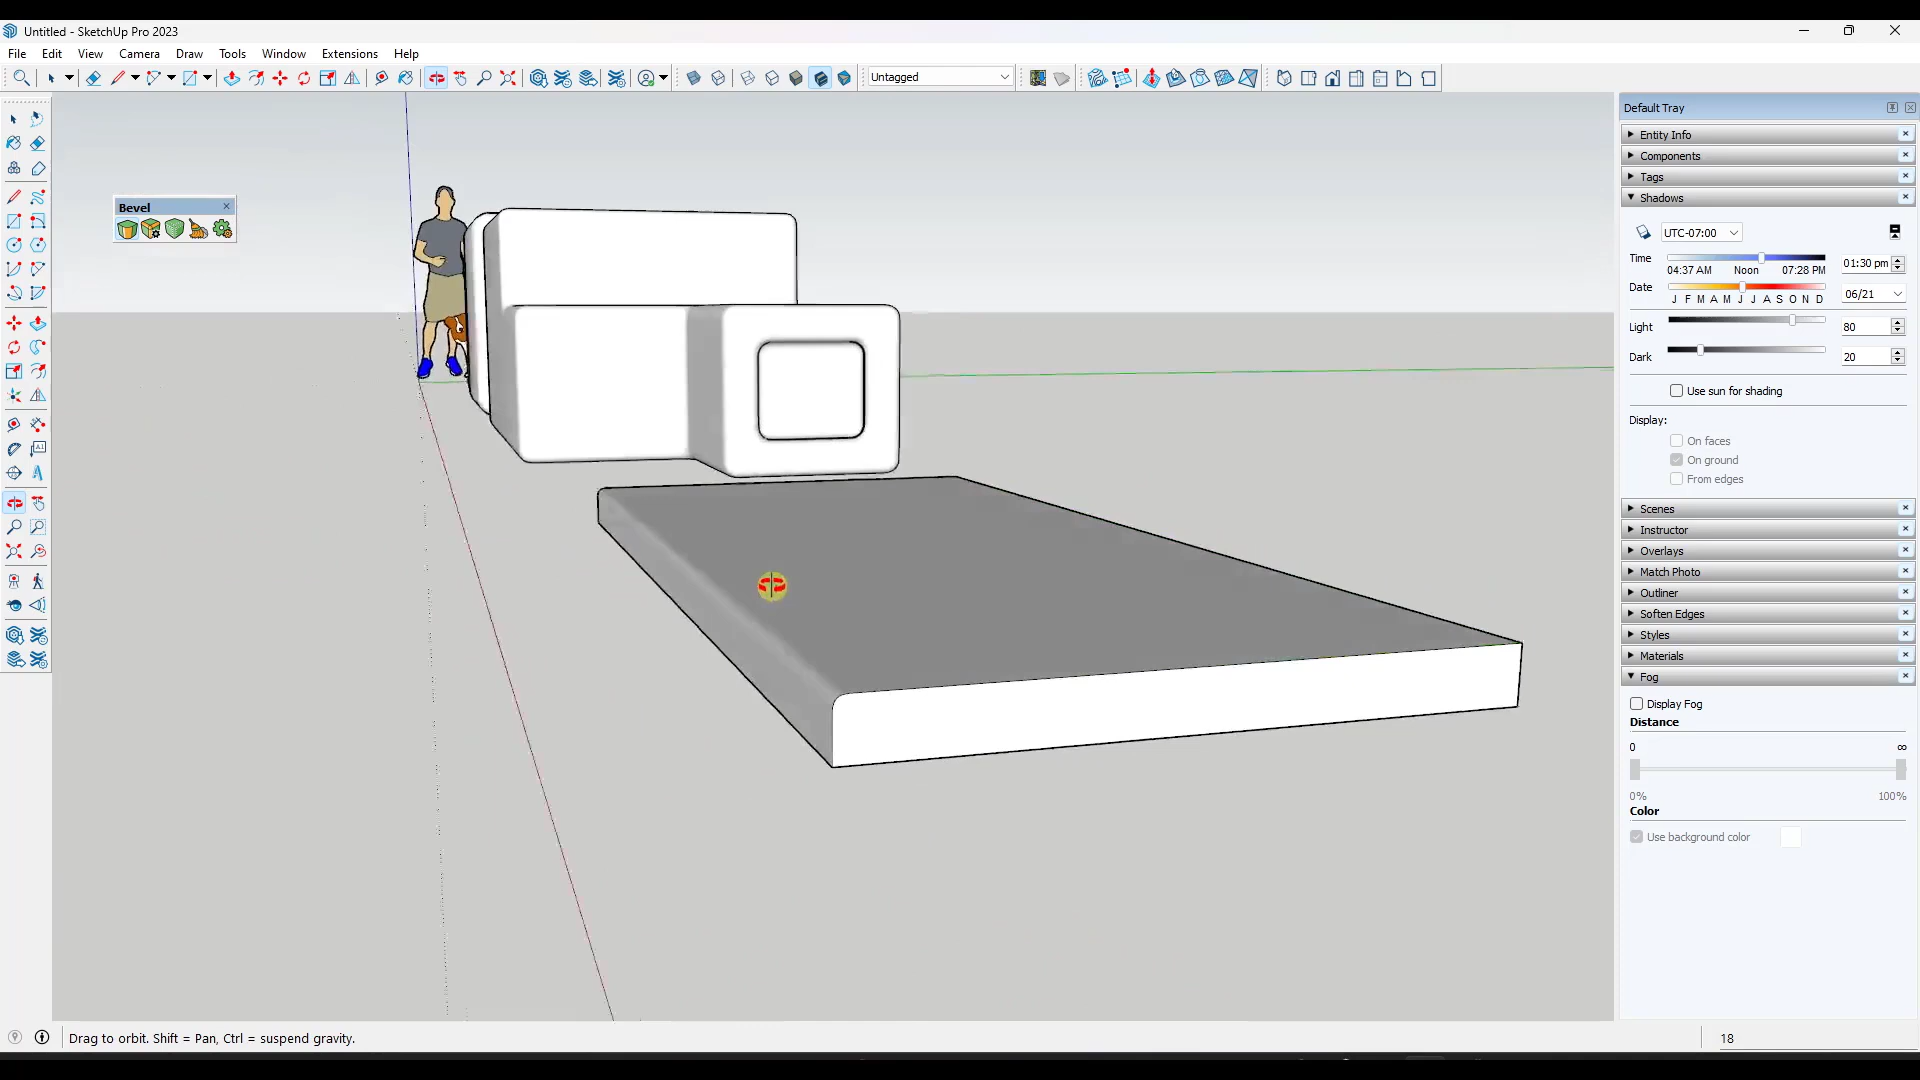 Untitled - SketchUp Pro 2023
File Edit View Camera Draw Tools Window Extensions Help
Untagged
Default Tray
Entity Info
Components
Tags
Shadows
Bevel
UTC-07:00
Time
04:37 AM Noon 07:28 PM
01:30 pm
Date
J F M A M J J A S O N D
06/21
Light
80
Dark
20
Use sun for shading
Display:
On faces
On ground
From edges
Scenes
Instructor
Overlays
Match Photo
Outliner
Soften Edges
Styles
Materials
Fog
Display Fog
Distance
0 ∞
0% 100%
Color
Use background color
Drag to orbit. Shift = Pan, Ctrl = suspend gravity.
18